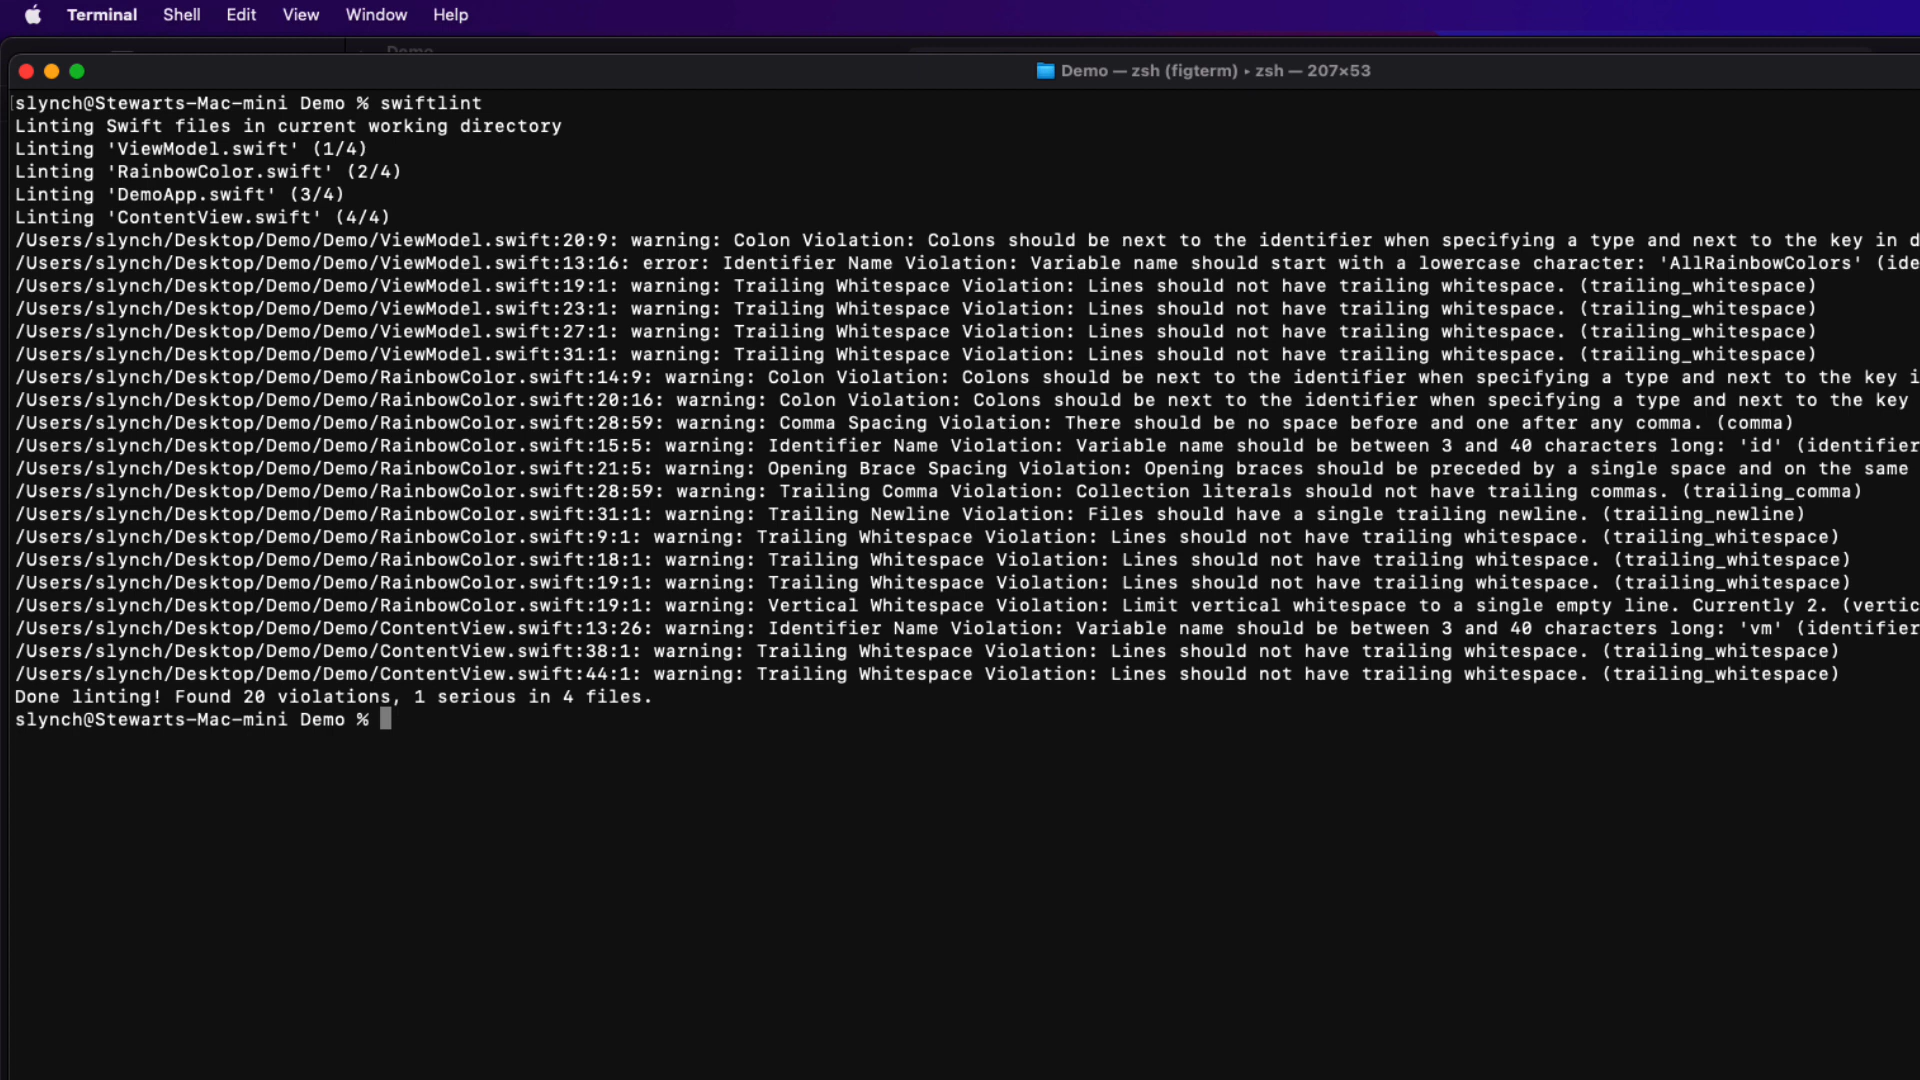 Terminal Shell Edit View Window Help
Demo
Demo — zsh (figterm) ▸ zsh — 207×53
[slynch@Stewarts-Mac-mini Demo % swiftlint
Linting Swift files in current working directory
Linting 'ViewModel.swift' (1/4)
Linting 'RainbowColor.swift' (2/4)
Linting 'DemoApp.swift' (3/4)
Linting 'ContentView.swift' (4/4)
/Users/slynch/Desktop/Demo/Demo/ViewModel.swift:20:9: warning: Colon Violation: Colons should be next to the identifier when specifying a type and next to the key in d
/Users/slynch/Desktop/Demo/Demo/ViewModel.swift:13:16: error: Identifier Name Violation: Variable name should start with a lowercase character: 'AllRainbowColors' (ide
/Users/slynch/Desktop/Demo/Demo/ViewModel.swift:19:1: warning: Trailing Whitespace Violation: Lines should not have trailing whitespace. (trailing_whitespace)
/Users/slynch/Desktop/Demo/Demo/ViewModel.swift:23:1: warning: Trailing Whitespace Violation: Lines should not have trailing whitespace. (trailing_whitespace)
/Users/slynch/Desktop/Demo/Demo/ViewModel.swift:27:1: warning: Trailing Whitespace Violation: Lines should not have trailing whitespace. (trailing_whitespace)
/Users/slynch/Desktop/Demo/Demo/ViewModel.swift:31:1: warning: Trailing Whitespace Violation: Lines should not have trailing whitespace. (trailing_whitespace)
/Users/slynch/Desktop/Demo/Demo/RainbowColor.swift:14:9: warning: Colon Violation: Colons should be next to the identifier when specifying a type and next to the key i
/Users/slynch/Desktop/Demo/Demo/RainbowColor.swift:20:16: warning: Colon Violation: Colons should be next to the identifier when specifying a type and next to the key
/Users/slynch/Desktop/Demo/Demo/RainbowColor.swift:28:59: warning: Comma Spacing Violation: There should be no space before and one after any comma. (comma)
/Users/slynch/Desktop/Demo/Demo/RainbowColor.swift:15:5: warning: Identifier Name Violation: Variable name should be between 3 and 40 characters long: 'id' (identifier
/Users/slynch/Desktop/Demo/Demo/RainbowColor.swift:21:5: warning: Opening Brace Spacing Violation: Opening braces should be preceded by a single space and on the same
/Users/slynch/Desktop/Demo/Demo/RainbowColor.swift:28:59: warning: Trailing Comma Violation: Collection literals should not have trailing commas. (trailing_comma)
/Users/slynch/Desktop/Demo/Demo/RainbowColor.swift:31:1: warning: Trailing Newline Violation: Files should have a single trailing newline. (trailing_newline)
/Users/slynch/Desktop/Demo/Demo/RainbowColor.swift:9:1: warning: Trailing Whitespace Violation: Lines should not have trailing whitespace. (trailing_whitespace)
/Users/slynch/Desktop/Demo/Demo/RainbowColor.swift:18:1: warning: Trailing Whitespace Violation: Lines should not have trailing whitespace. (trailing_whitespace)
/Users/slynch/Desktop/Demo/Demo/RainbowColor.swift:19:1: warning: Trailing Whitespace Violation: Lines should not have trailing whitespace. (trailing_whitespace)
/Users/slynch/Desktop/Demo/Demo/RainbowColor.swift:19:1: warning: Vertical Whitespace Violation: Limit vertical whitespace to a single empty line. Currently 2. (vertic
/Users/slynch/Desktop/Demo/Demo/ContentView.swift:13:26: warning: Identifier Name Violation: Variable name should be between 3 and 40 characters long: 'vm' (identifier
/Users/slynch/Desktop/Demo/Demo/ContentView.swift:38:1: warning: Trailing Whitespace Violation: Lines should not have trailing whitespace. (trailing_whitespace)
/Users/slynch/Desktop/Demo/Demo/ContentView.swift:44:1: warning: Trailing Whitespace Violation: Lines should not have trailing whitespace. (trailing_whitespace)
Done linting! Found 20 violations, 1 serious in 4 files.
slynch@Stewarts-Mac-mini Demo %